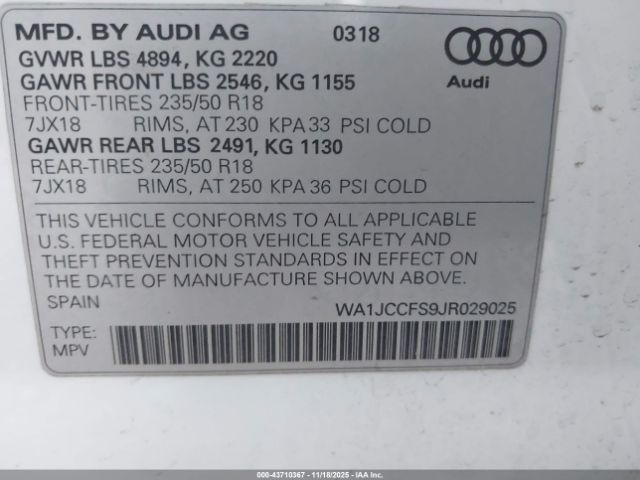 MFD. BY AUDI AG 0318
GVWR LBS 4894, KG 2220
GAWR FRONT LBS 2546, KG 1155
Audi
FRONT-TIRES 235/50 R18
7JX18 RIMS, AT 230 KPA 33 PSI COLD
GAWR REAR LBS 2491, KG 1130
REAR-TIRES 235/50 R18
7JX18 RIMS, AT 250 KPA 36 PSI COLD
THIS VEHICLE CONFORMS TO ALL APPLICABLE
U.S. FEDERAL MOTOR VEHICLE SAFETY AND
THEFT PREVENTION STANDARDS IN EFFECT ON
THE DATE OF MANUFACTURE SHOWN ABOVE.
SPAIN WA1JCCFS9JR029025
TYPE:
MPV
000-43710367 - 11/18/2025 - IAA Inc.